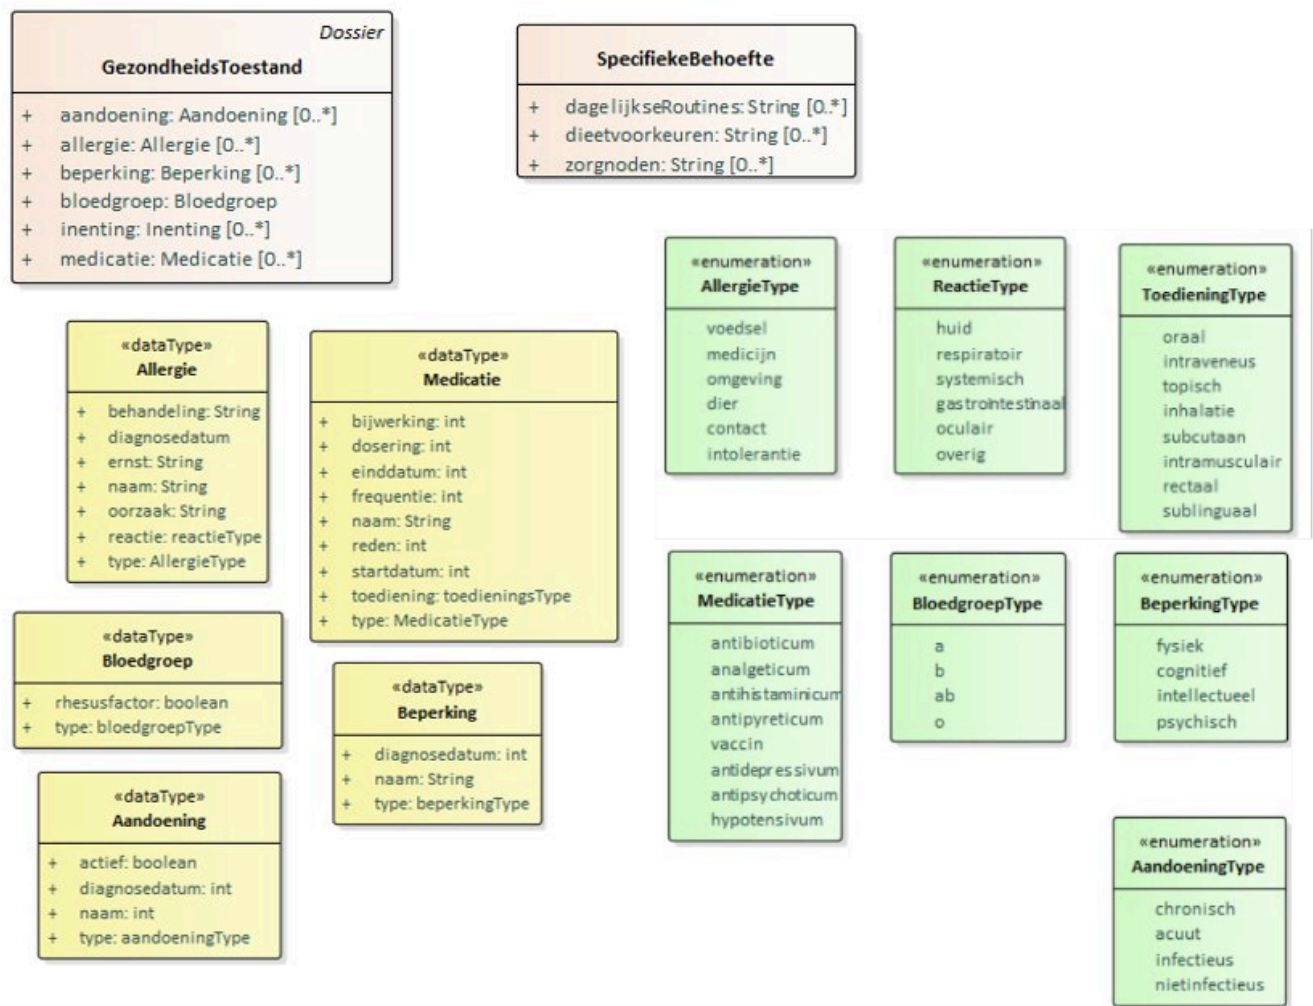 Dossier
GezondheidsToestand
+ aandoening: Aandoening [0..*]
+ allergie: Allergie [0..*]
+ beperking: Beperking [0..*]
+ bloedgroep: Bloedgroep
+ inenting: Inenting [0..*]
+ medicatie: Medicatie [0..*]
SpecifiekeBehoefte
+ dagelijkseRoutines: String [0..*]
+ dieetvoorkeuren: String [0..*]
+ zorgnoden: String [0..*]
«enumeration»
AllergieType
voedsel
medicijn
omgeving
dier
contact
intolerantie
«enumeration»
ReactieType
huid
respiratoir
systemisch
gastrointestinaal
oculair
overig
«enumeration»
ToedieningType
oraal
intraveneus
topisch
inhalatie
subcutaan
intramusculair
rectaal
sublinguaal
«dataType»
Allergie
+ behandeling: String
+ diagnosedatum
+ ernst: String
+ naam: String
+ oorzaak: String
+ reactie: reactieType
+ type: AllergieType
«dataType»
Medicatie
+ bijwerking: int
+ dosering: int
+ einddatum: int
+ frequentie: int
+ naam: String
+ reden: int
+ startdatum: int
+ toediening: toedieningsType
+ type: MedicatieType
«dataType»
Bloedgroep
+ rhesusfactor: boolean
+ type: bloedgroepType
«dataType»
Beperking
+ diagnosedatum: int
+ naam: String
+ type: beperkingType
«dataType»
Aandoening
+ actief: boolean
+ diagnosedatum: int
+ naam: int
+ type: aandoeningType
«enumeration»
MedicatieType
antibioticum
analgeticum
antihistaminicum
antipyreticum
vaccin
antidepressivum
antipsychoticum
hypotensivum
«enumeration»
BloedgroepType
a
b
ab
o
«enumeration»
BeperkingType
fysiek
cognitief
intellectueel
psychisch
«enumeration»
AandoeningType
chronisch
acuut
infectieus
nietinfectieus